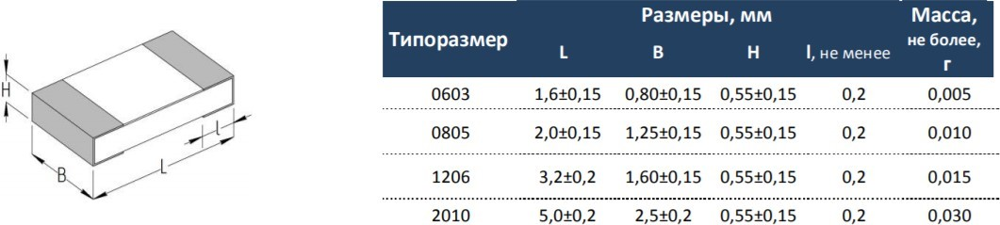 H
B
L
l
Типоразмер
Размеры, мм
Масса,
не более,
г
L B H l, не менее
0603 1,6±0,15 0,80±0,15 0,55±0,15 0,2 0,005
0805 2,0±0,15 1,25±0,15 0,55±0,15 0,2 0,010
1206 3,2±0,2 1,60±0,15 0,55±0,15 0,2 0,015
2010 5,0±0,2 2,5±0,2 0,55±0,15 0,2 0,030